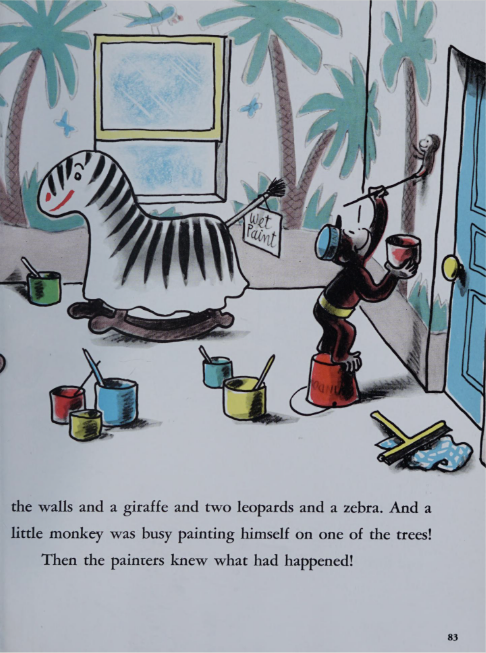 Wet
Paint
the walls and a giraffe and two leopards and a zebra. And a
little monkey was busy painting himself on one of the trees!
Then the painters knew what had happened!
83